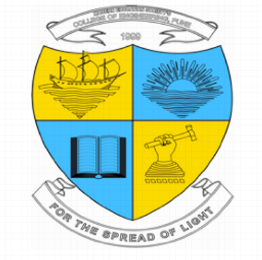 COLLEGE OF ENGINEERING, PUNE
1999
FOR THE SPREAD OF LIGHT